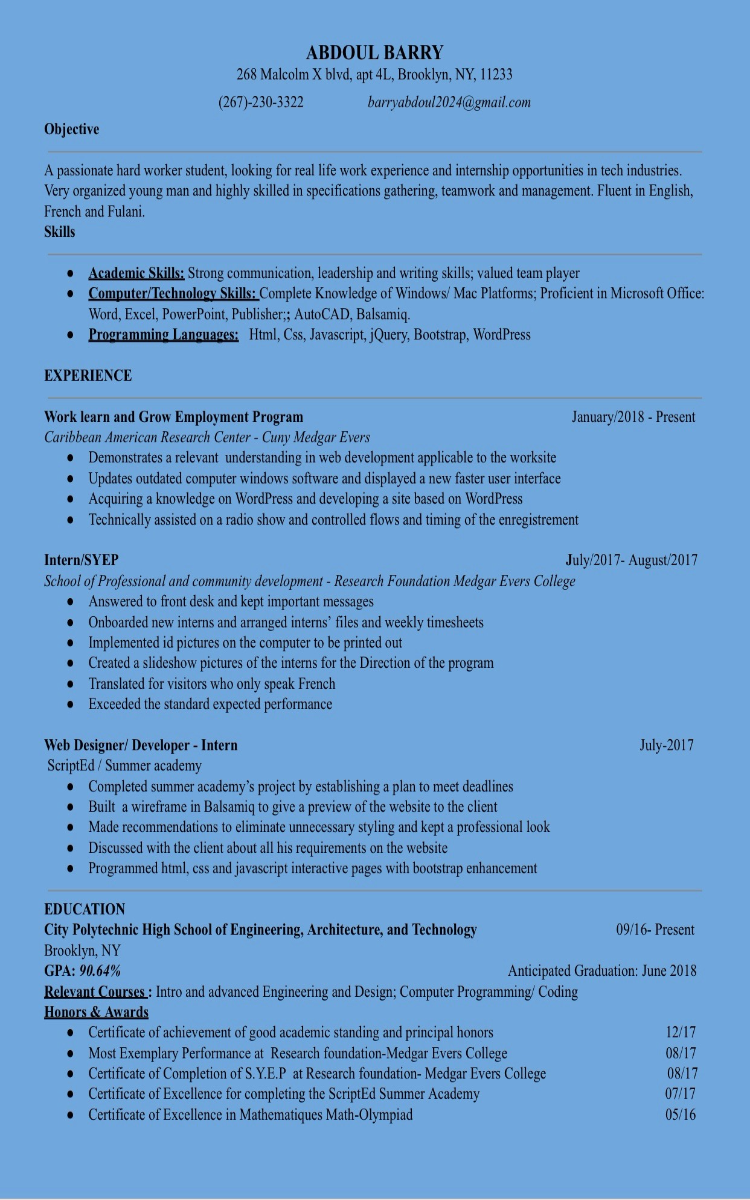 ABDOUL BARRY
268 Malcolm X blvd, apt 4L, Brooklyn, NY, 11233
(267)-230-3322 barryabdoul2024@gmail.com
Objective
A passionate hard worker student, looking for real life work experience and internship opportunities in tech industries.
Very organized young man and highly skilled in specifications gathering, teamwork and management. Fluent in English,
French and Fulani.
Skills
● Academic Skills: Strong communication, leadership and writing skills; valued team player
● Computer/Technology Skills: Complete Knowledge of Windows/ Mac Platforms; Proficient in Microsoft Office:
Word, Excel, PowerPoint, Publisher;; AutoCAD, Balsamiq.
● Programming Languages: Html, Css, Javascript, jQuery, Bootstrap, WordPress
EXPERIENCE
Work learn and Grow Employment Program January/2018 - Present
Caribbean American Research Center - Cuny Medgar Evers
● Demonstrates a relevant understanding in web development applicable to the worksite
● Updates outdated computer windows software and displayed a new faster user interface
● Acquiring a knowledge on WordPress and developing a site based on WordPress
● Technically assisted on a radio show and controlled flows and timing of the enregistrement
Intern/SYEP July/2017- August/2017
School of Professional and community development - Research Foundation Medgar Evers College
● Answered to front desk and kept important messages
● Onboarded new interns and arranged interns’ files and weekly timesheets
● Implemented id pictures on the computer to be printed out
● Created a slideshow pictures of the interns for the Direction of the program
● Translated for visitors who only speak French
● Exceeded the standard expected performance
Web Designer/ Developer - Intern July-2017
ScriptEd / Summer academy
● Completed summer academy’s project by establishing a plan to meet deadlines
● Built a wireframe in Balsamiq to give a preview of the website to the client
● Made recommendations to eliminate unnecessary styling and kept a professional look
● Discussed with the client about all his requirements on the website
● Programmed html, css and javascript interactive pages with bootstrap enhancement
EDUCATION
City Polytechnic High School of Engineering, Architecture, and Technology 09/16- Present
Brooklyn, NY
GPA: 90.64% Anticipated Graduation: June 2018
Relevant Courses : Intro and advanced Engineering and Design; Computer Programming/ Coding
Honors & Awards
● Certificate of achievement of good academic standing and principal honors 12/17
● Most Exemplary Performance at Research foundation-Medgar Evers College 08/17
● Certificate of Completion of S.Y.E.P at Research foundation- Medgar Evers College 08/17
● Certificate of Excellence for completing the ScriptEd Summer Academy 07/17
● Certificate of Excellence in Mathematiques Math-Olympiad 05/16